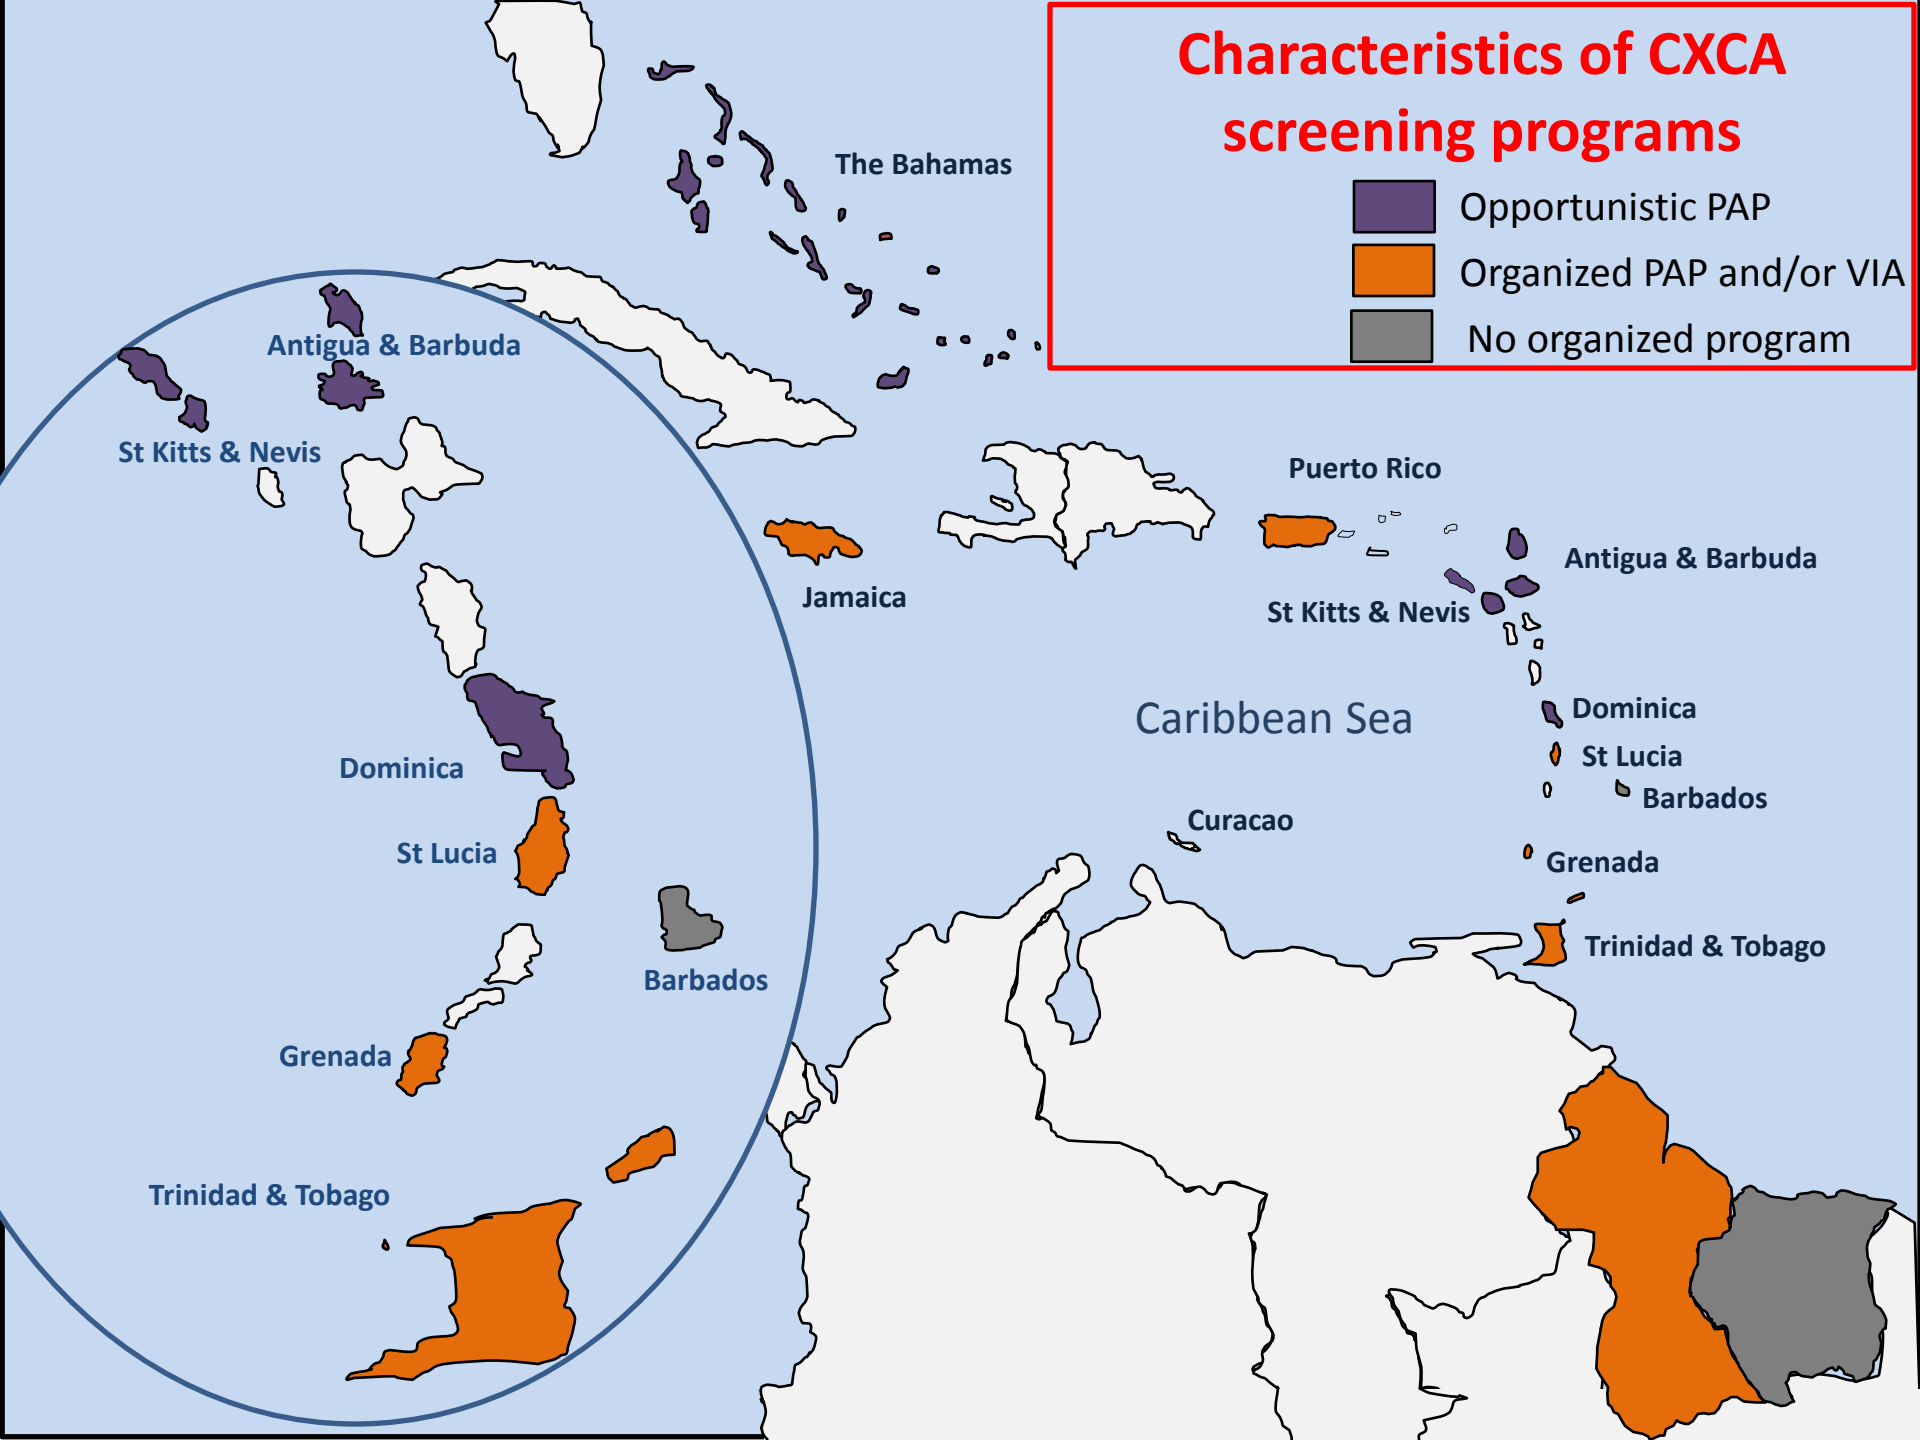 Characteristics of CXCA
screening programs
Opportunistic PAP
Organized PAP and/or VIA
No organized program
The Bahamas
Antigua & Barbuda
St Kitts & Nevis
Puerto Rico
Jamaica
Antigua & Barbuda
St Kitts & Nevis
Caribbean Sea
Dominica
St Lucia
Barbados
Curacao
Grenada
Trinidad & Tobago
Dominica
St Lucia
Barbados
Grenada
Trinidad & Tobago